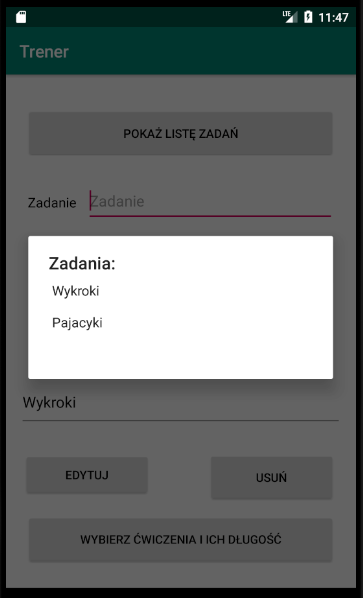 LTE 11:47
Trener
POKAŻ LISTĘ ZADAŃ
Zadanie Zadanie
Zadania:
Wykroki
Pajacyki
Wykroki
EDYTUJ USUŃ
WYBIERZ ĆWICZENIA I ICH DŁUGOŚĆ